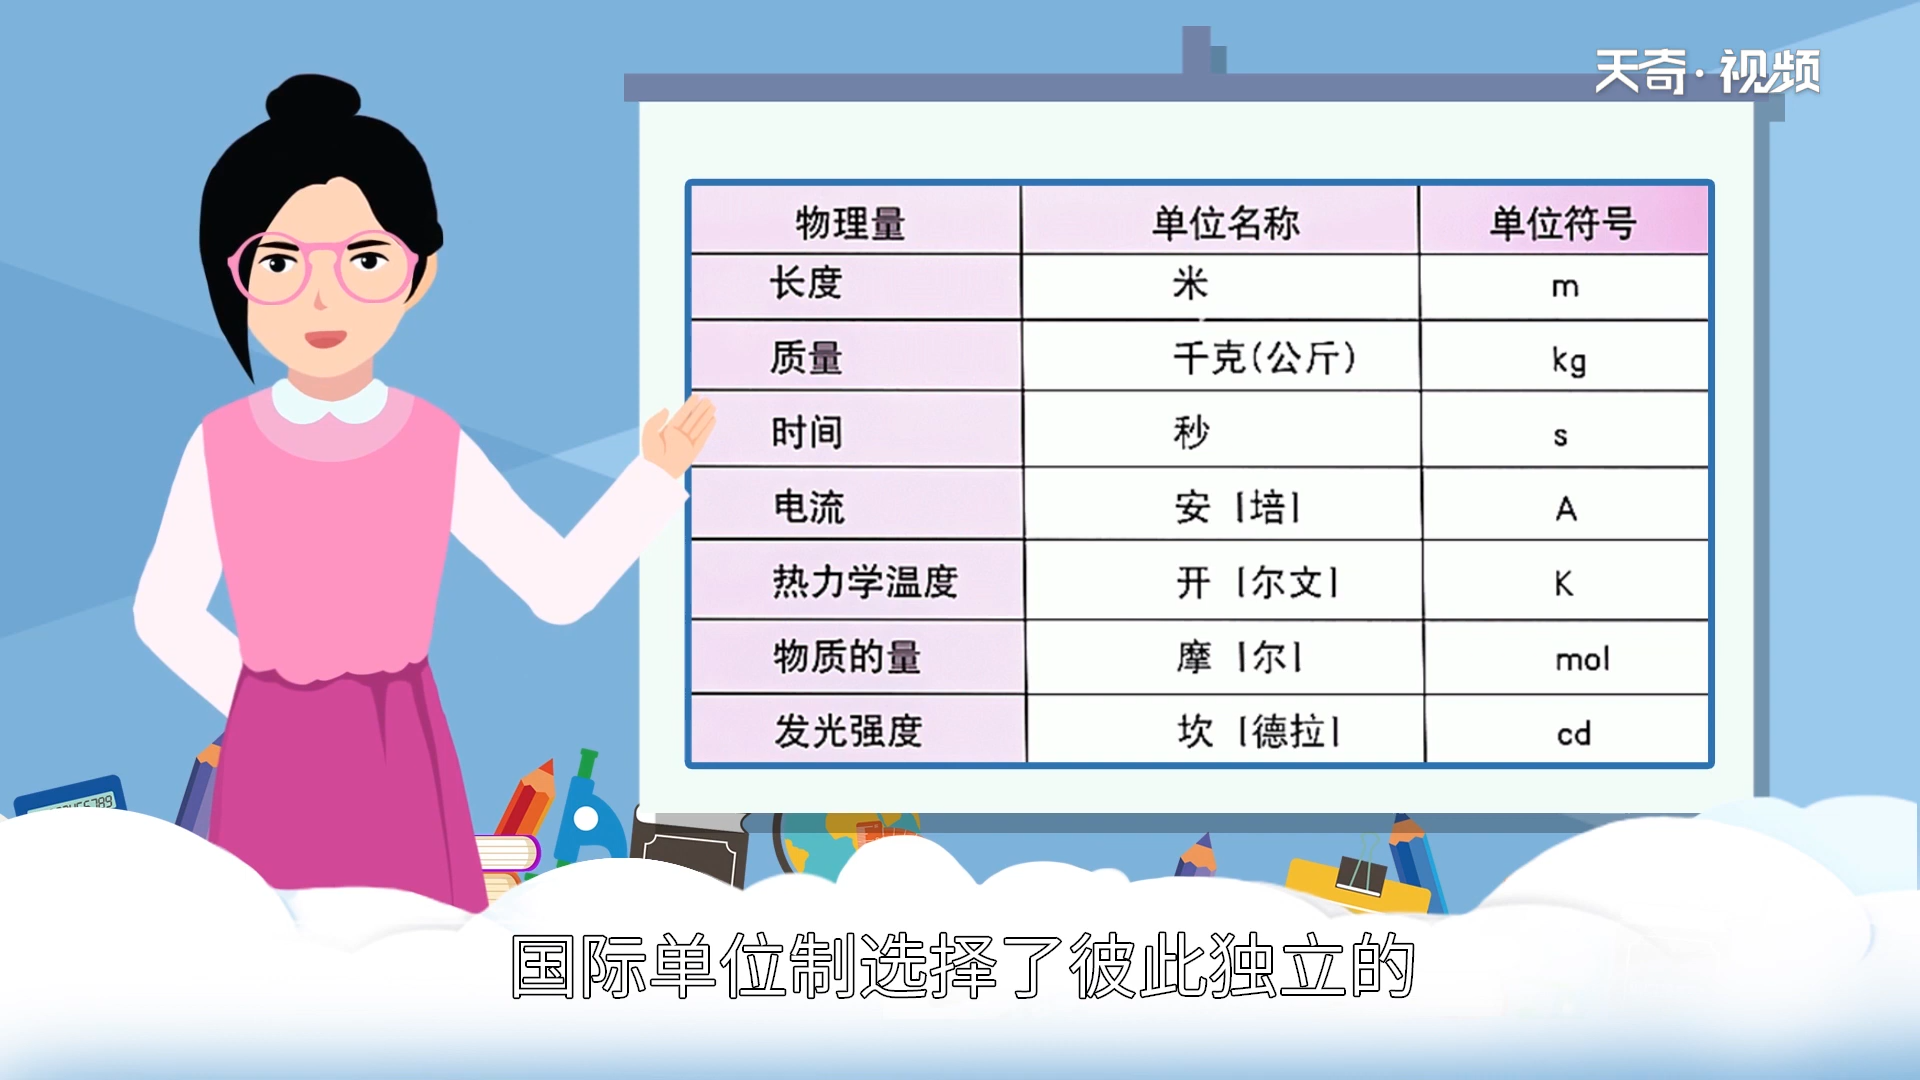 天奇·视频
物理量 单位名称 单位符号
长度 米 m
质量 千克(公斤) kg
时间 秒 s
电流 安 [培] A
热力学温度 开 [尔文] K
物质的量 摩 [尔] mol
发光强度 坎 [德拉] cd
国际单位制选择了彼此独立的